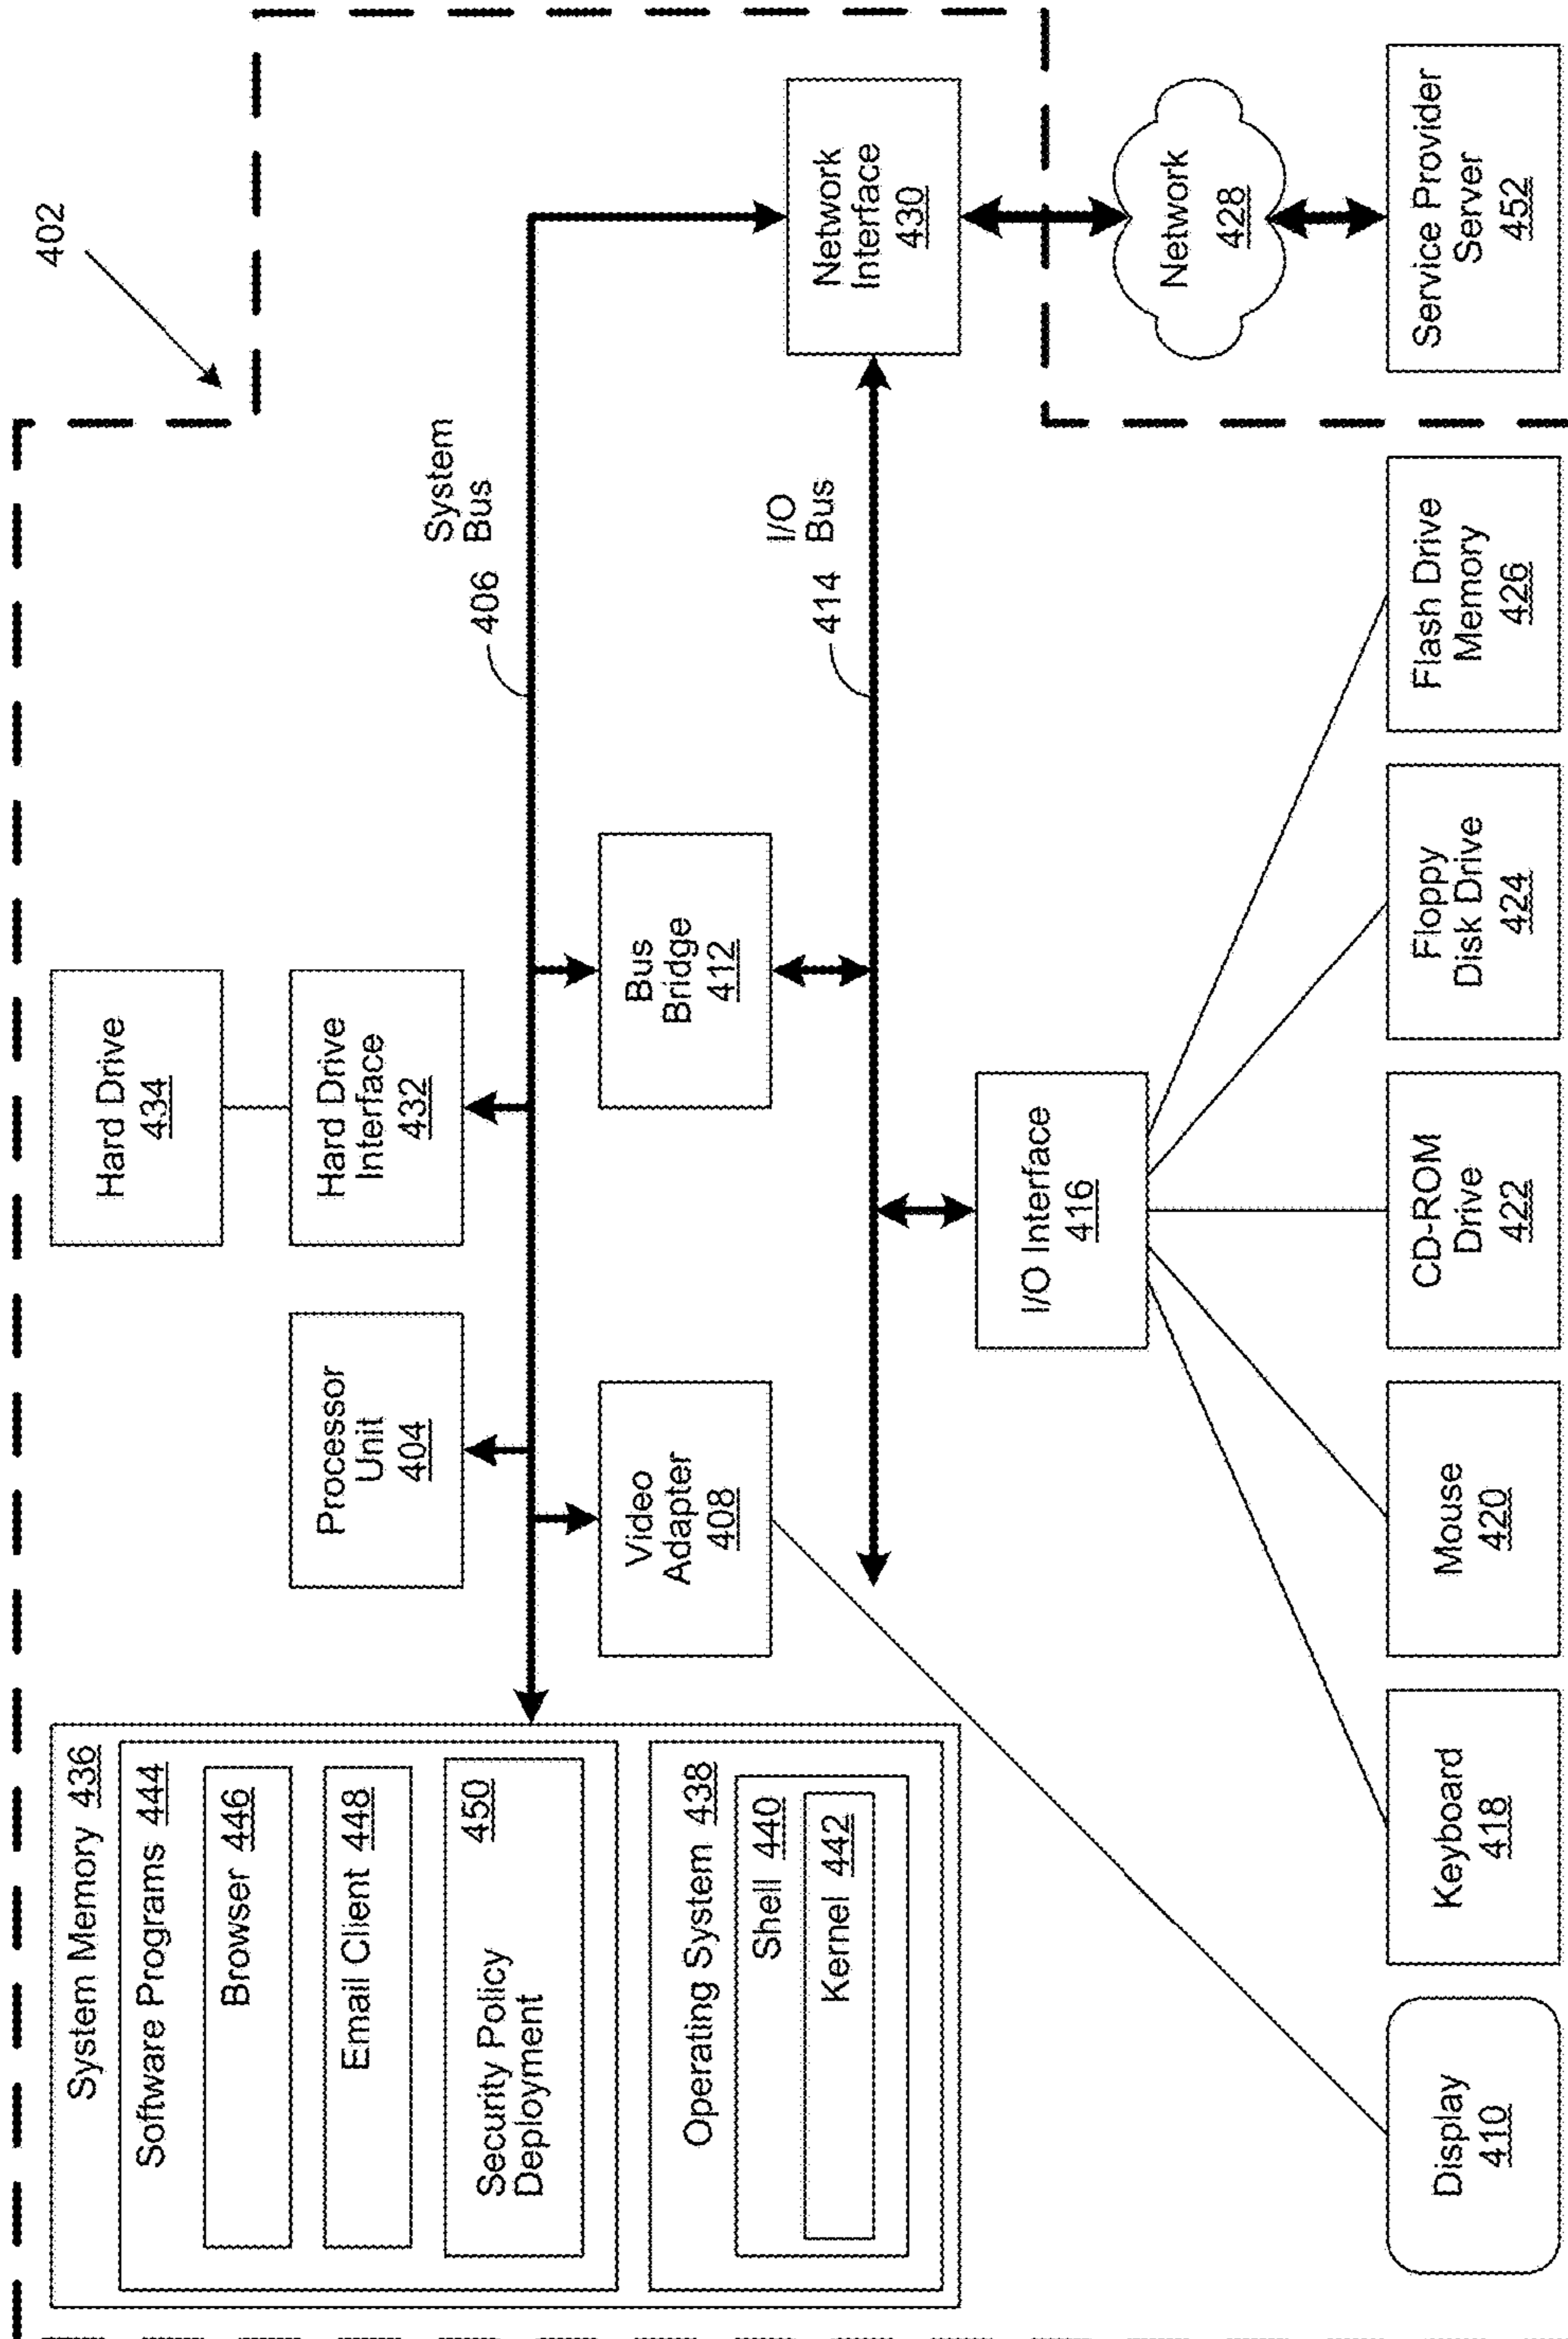 402
System Memory 436
Software Programs 444
Browser 446
Email Client 448
Security Policy
Deployment
450
Operating System 438
Shell 440
Kernel 442
Hard Drive
434
Processor
Unit
404
Hard Drive
Interface
432
System
Bus
406
Video
Adapter
408
Bus
Bridge
412
Network
Interface
430
I/O
Bus
414
I/O Interface
416
Network
428
Display
410
Keyboard
418
Mouse
420
CD-ROM
Drive
422
Floppy
Disk Drive
424
Flash Drive
Memory
426
Service Provider
Server
452